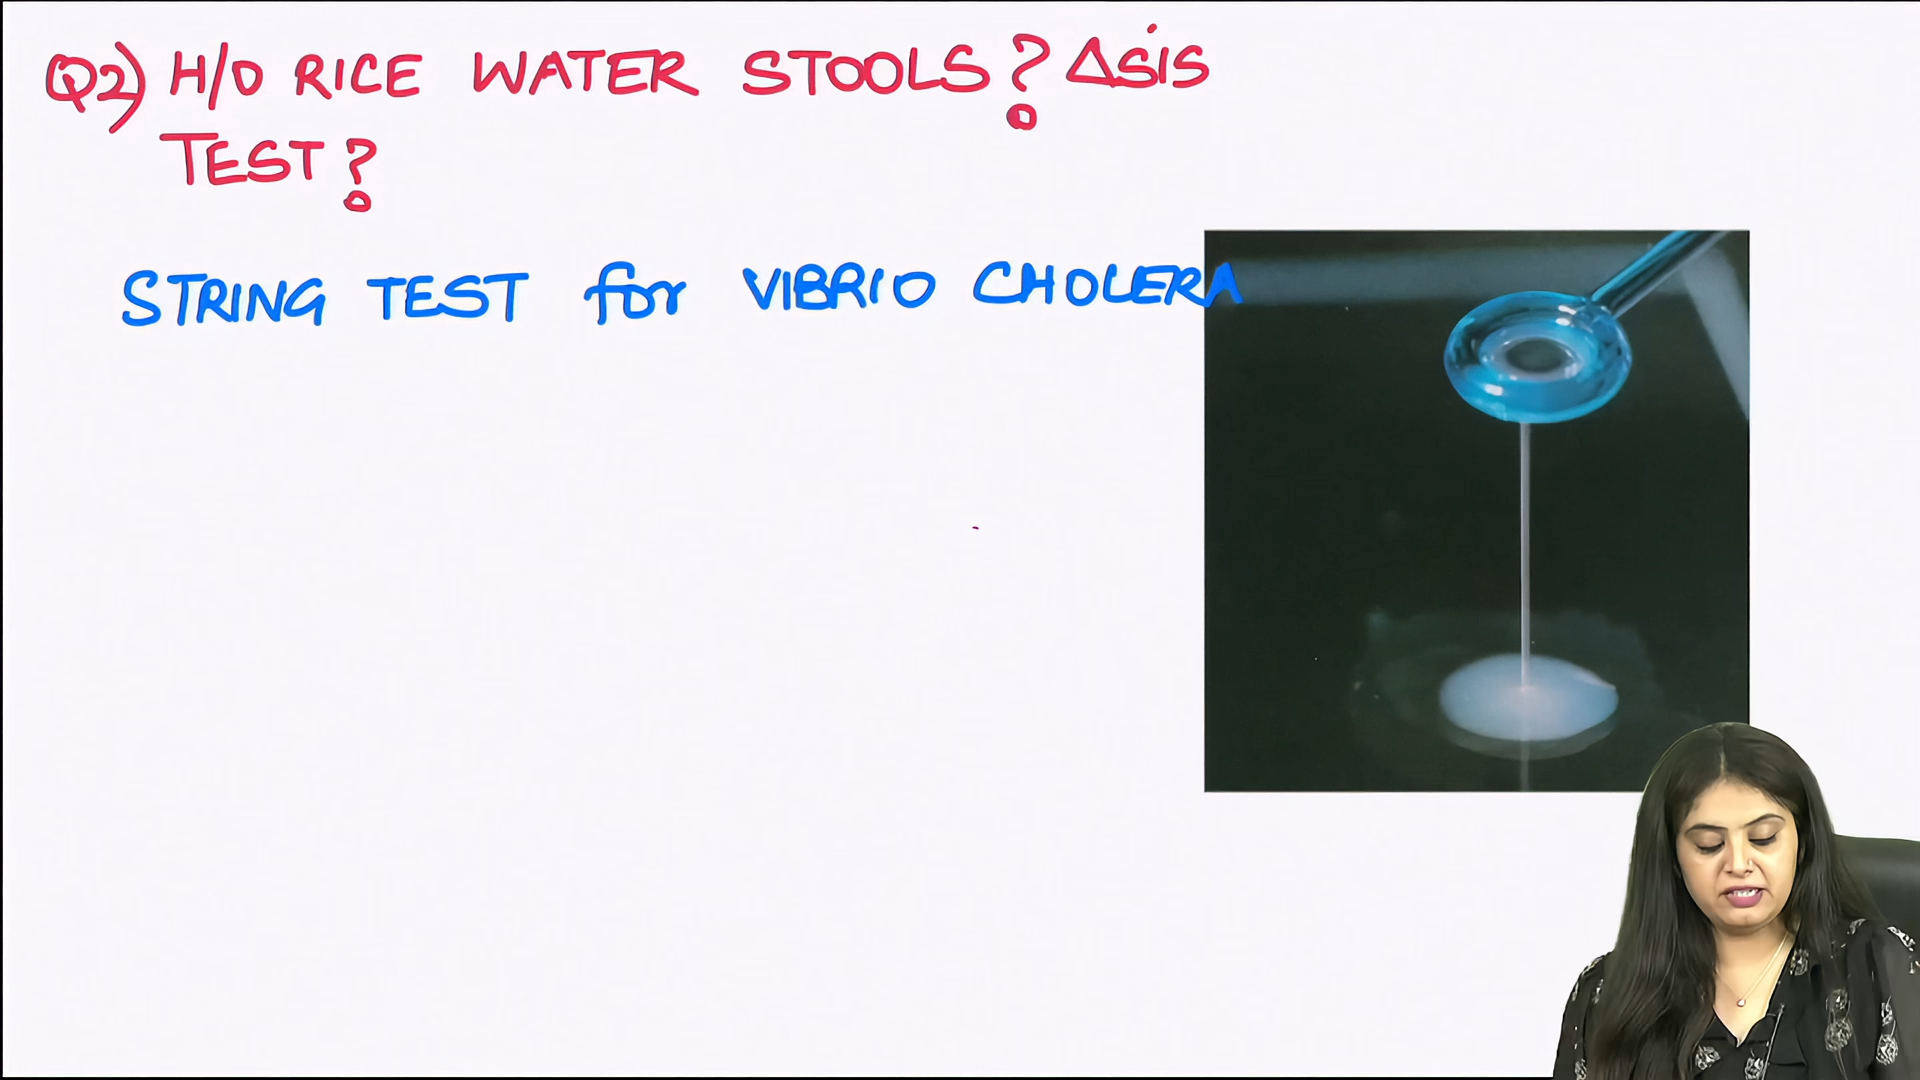 Q2) H/O RICE WATER STOOLS? Δsis
TEST?
STRING TEST for VIBRIO CHOLERA